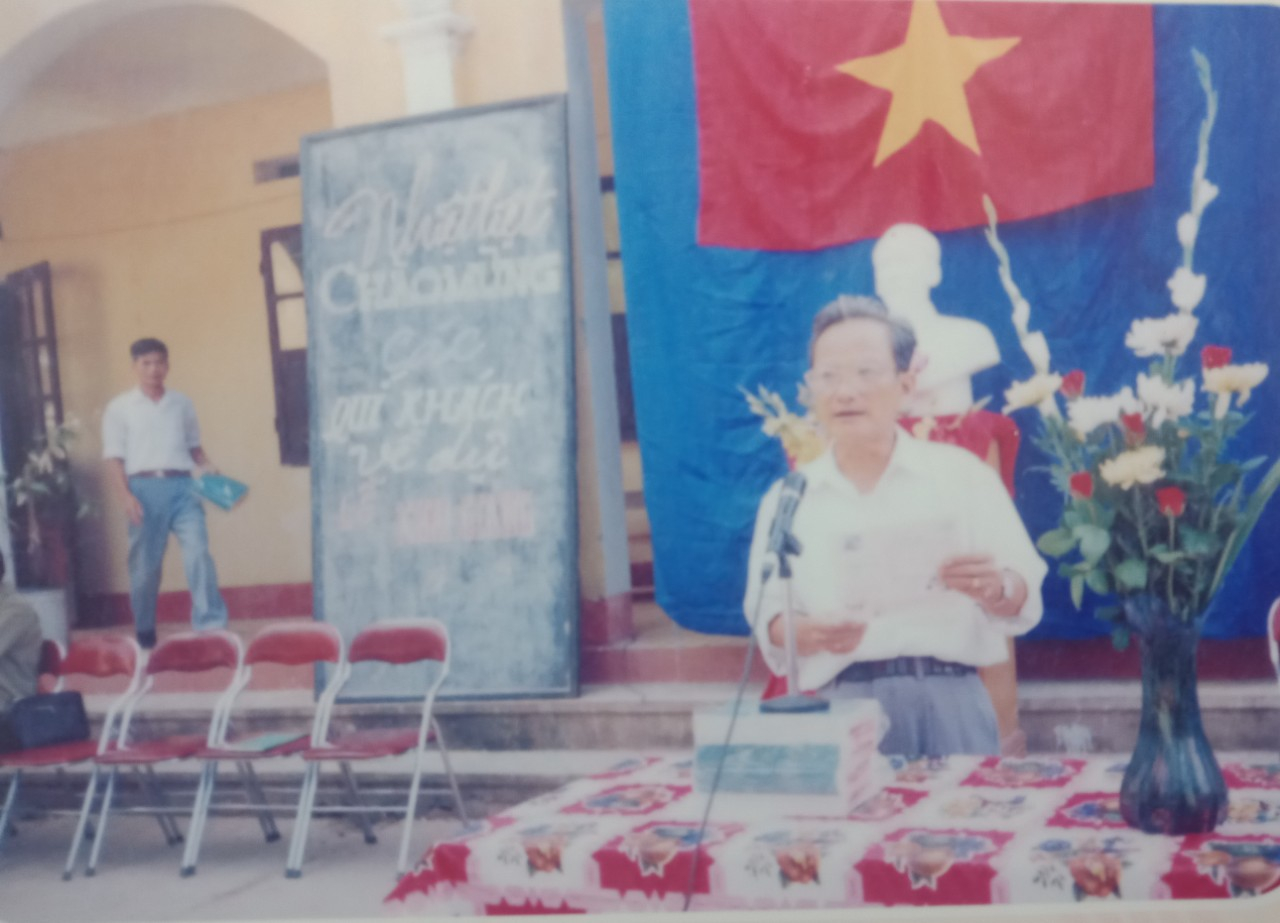 Nhiệt liệt
CHÀO MỪNG
Các
QUÍ KHÁCH
về dự